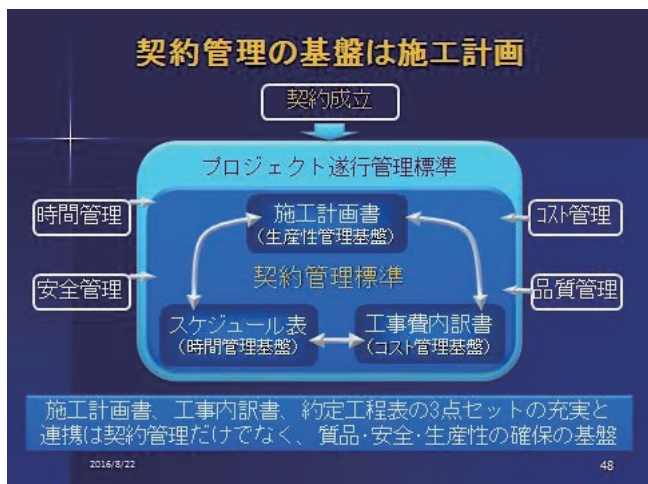 契約管理の基盤は施工計画
契約成立
プロジェクト遂行管理標準
時間管理
施工計画書
(生産性管理基盤)
コスト管理
契約管理標準
安全管理
品質管理
スケジュール表
(時間管理基盤)
工事費内訳書
(コスト管理基盤)
施工計画書、工事内訳書、約定工程表の3点セットの充実と
連携は契約管理だけでなく、質品・安全・生産性の確保の基盤
2016/8/22
48